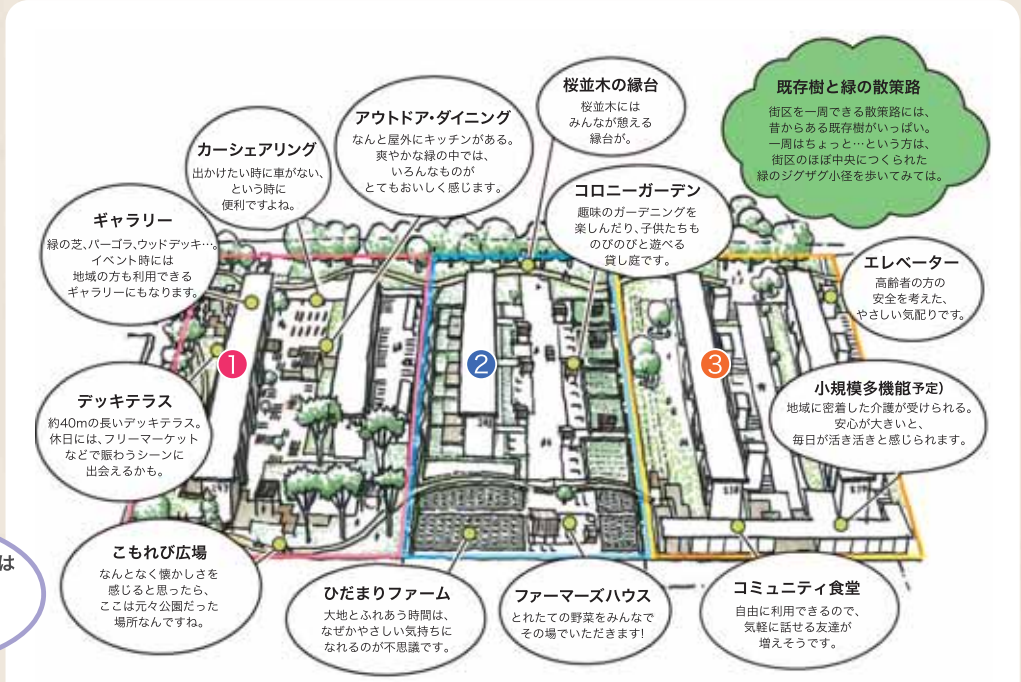 桜並木の縁台
桜並木には
みんなが憩える
縁台が。
既存樹と緑の散策路
街区を一周できる散策路には、
昔からある既存樹がいっぱい。
一周はちょっと…という方は、
街区のほぼ中央につくられた
緑のジグザグ小径を歩いてみては。
アウトドア・ダイニング
なんと屋外にキッチンがある。
爽やかな緑の中では、
いろんなものが
とてもおいしく感じます。
カーシェアリング
出かけたい時に車がない、
という時に
便利ですよね。
コロニーガーデン
趣味のガーデニングを
楽しんだり、子供たちも
のびのびと遊べる
貸し庭です。
ギャラリー
緑の芝、パーゴラ、ウッドデッキ…。
イベント時には
地域の方も利用できる
ギャラリーにもなります。
エレベーター
高齢者の方の
安全を考えた、
やさしい気配りです。
1
2
3
デッキテラス
約40mの長いデッキテラス。
休日には、フリーマーケット
などで賑わうシーンに
出会えるかも。
小規模多機能(予定)
地域に密着した介護が受けられる。
安心が大きいと、
毎日が活き活きと感じられます。
は
こもれび広場
なんとなく懐かしさを
感じると思ったら、
ここは元々公園だった
場所なんですね。
ひだまりファーム
大地とふれあう時間は、
なぜかやさしい気持ちに
なれるのが不思議です。
ファーマーズハウス
とれたての野菜をみんなで
その場でいただきます!
コミュニティ食堂
自由に利用できるので、
気軽に話せる友達が
増えそうです。